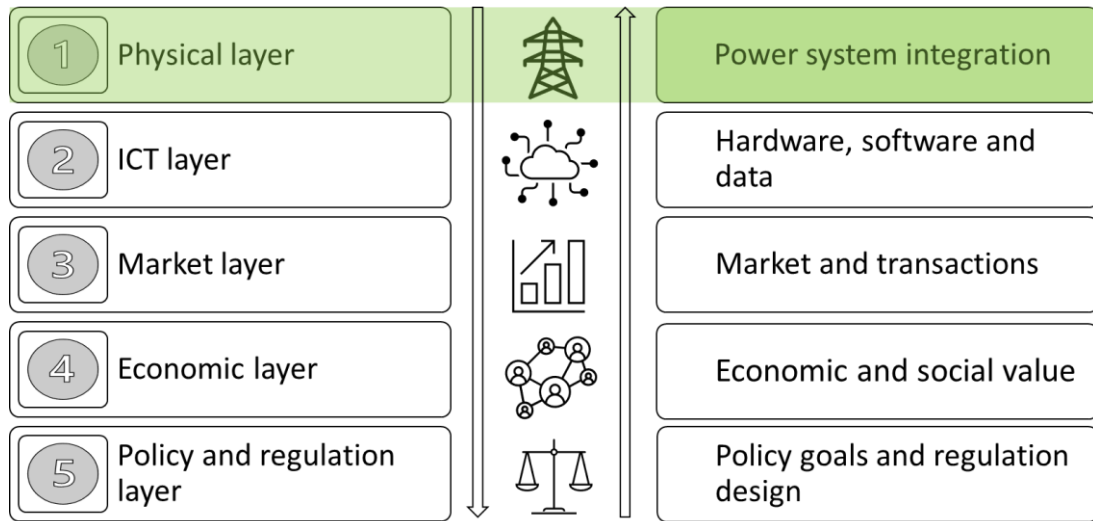 1
Physical layer
Power system integration
2
ICT layer
Hardware, software and
data
3
Market layer
Market and transactions
4
Economic layer
Economic and social value
5
Policy and regulation
layer
Policy goals and regulation
design